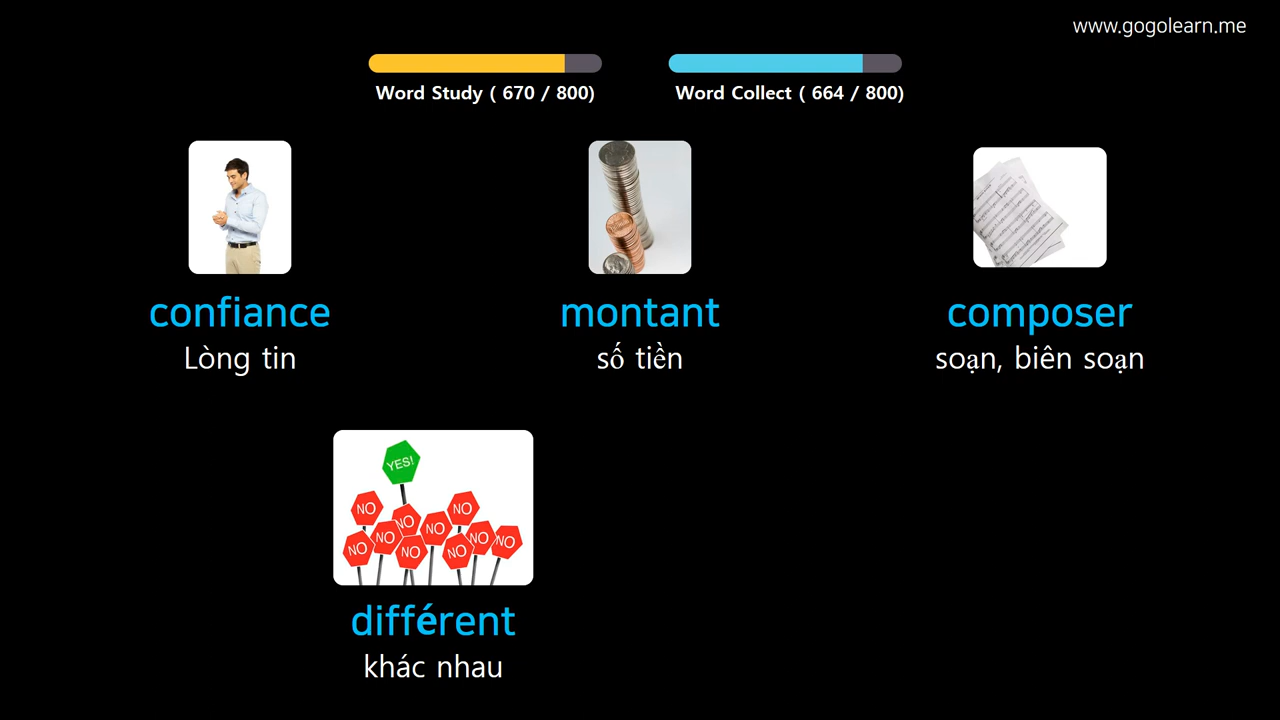 www.gogolearn.me
Word Study ( 670 / 800)
Word Collect ( 664 / 800)
confiance
Lòng tin
montant
số tiền
composer
soạn, biên soạn
YES!
NO
NO
NO
NO
NO
NO
NO
NO
NO
NO
différent
khác nhau